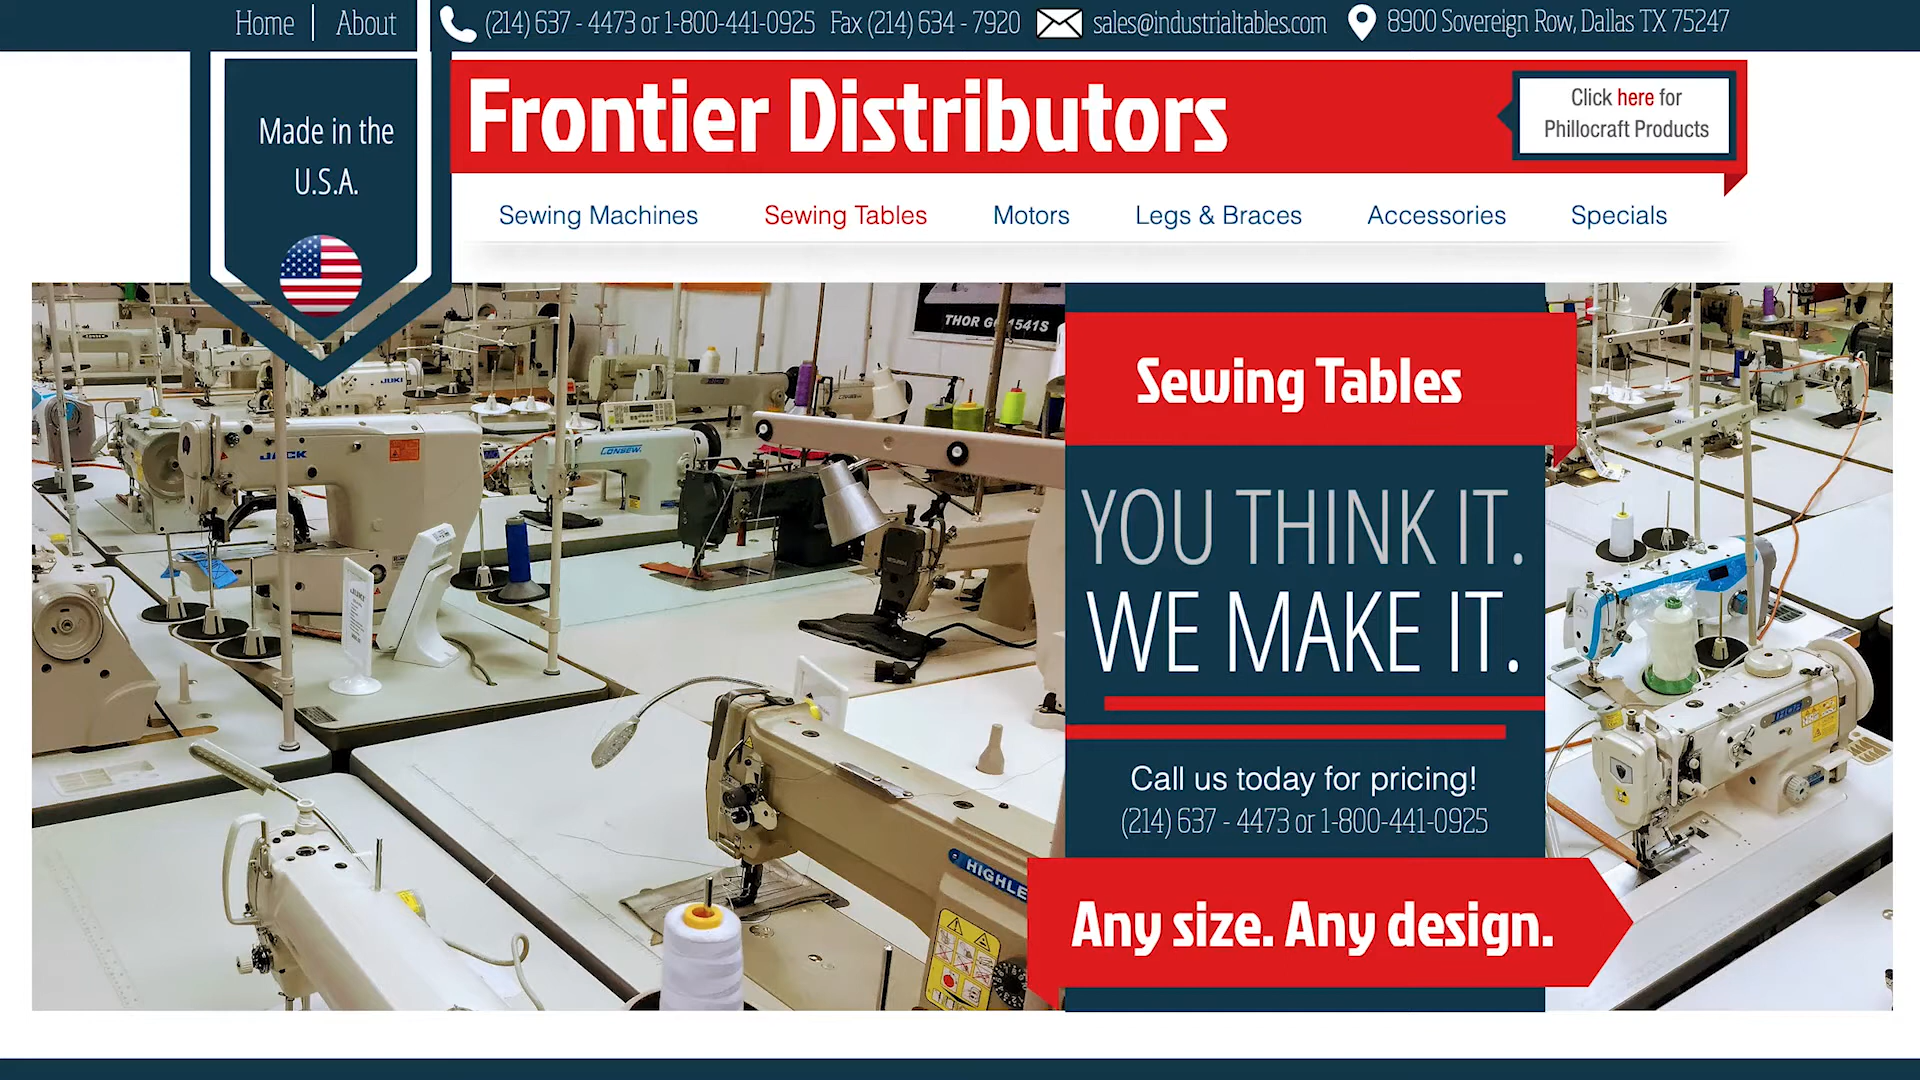 Home
About
(214) 637 - 4473 or 1-800-441-0925
Fax (214) 634 - 7920
sales@industrialtables.com
8900 Sovereign Row, Dallas TX 75247
Made in the
U.S.A.
Frontier Distributors
Click here for
Phillocraft Products
Sewing Machines
Sewing Tables
Motors
Legs & Braces
Accessories
Specials
JUKI
JACK
CONSEW.
HIGHLE
Sewing Tables
YOU THINK IT.
WE MAKE IT.
Call us today for pricing!
(214) 637 - 4473 or 1-800-441-0925
Any size. Any design.